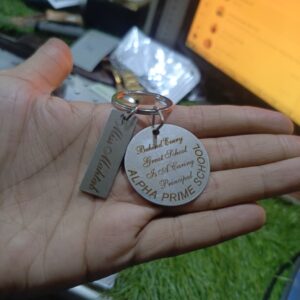 Behind Every
Great School
Is A Caring
Principal
ALPHA PRIME SCHOOL